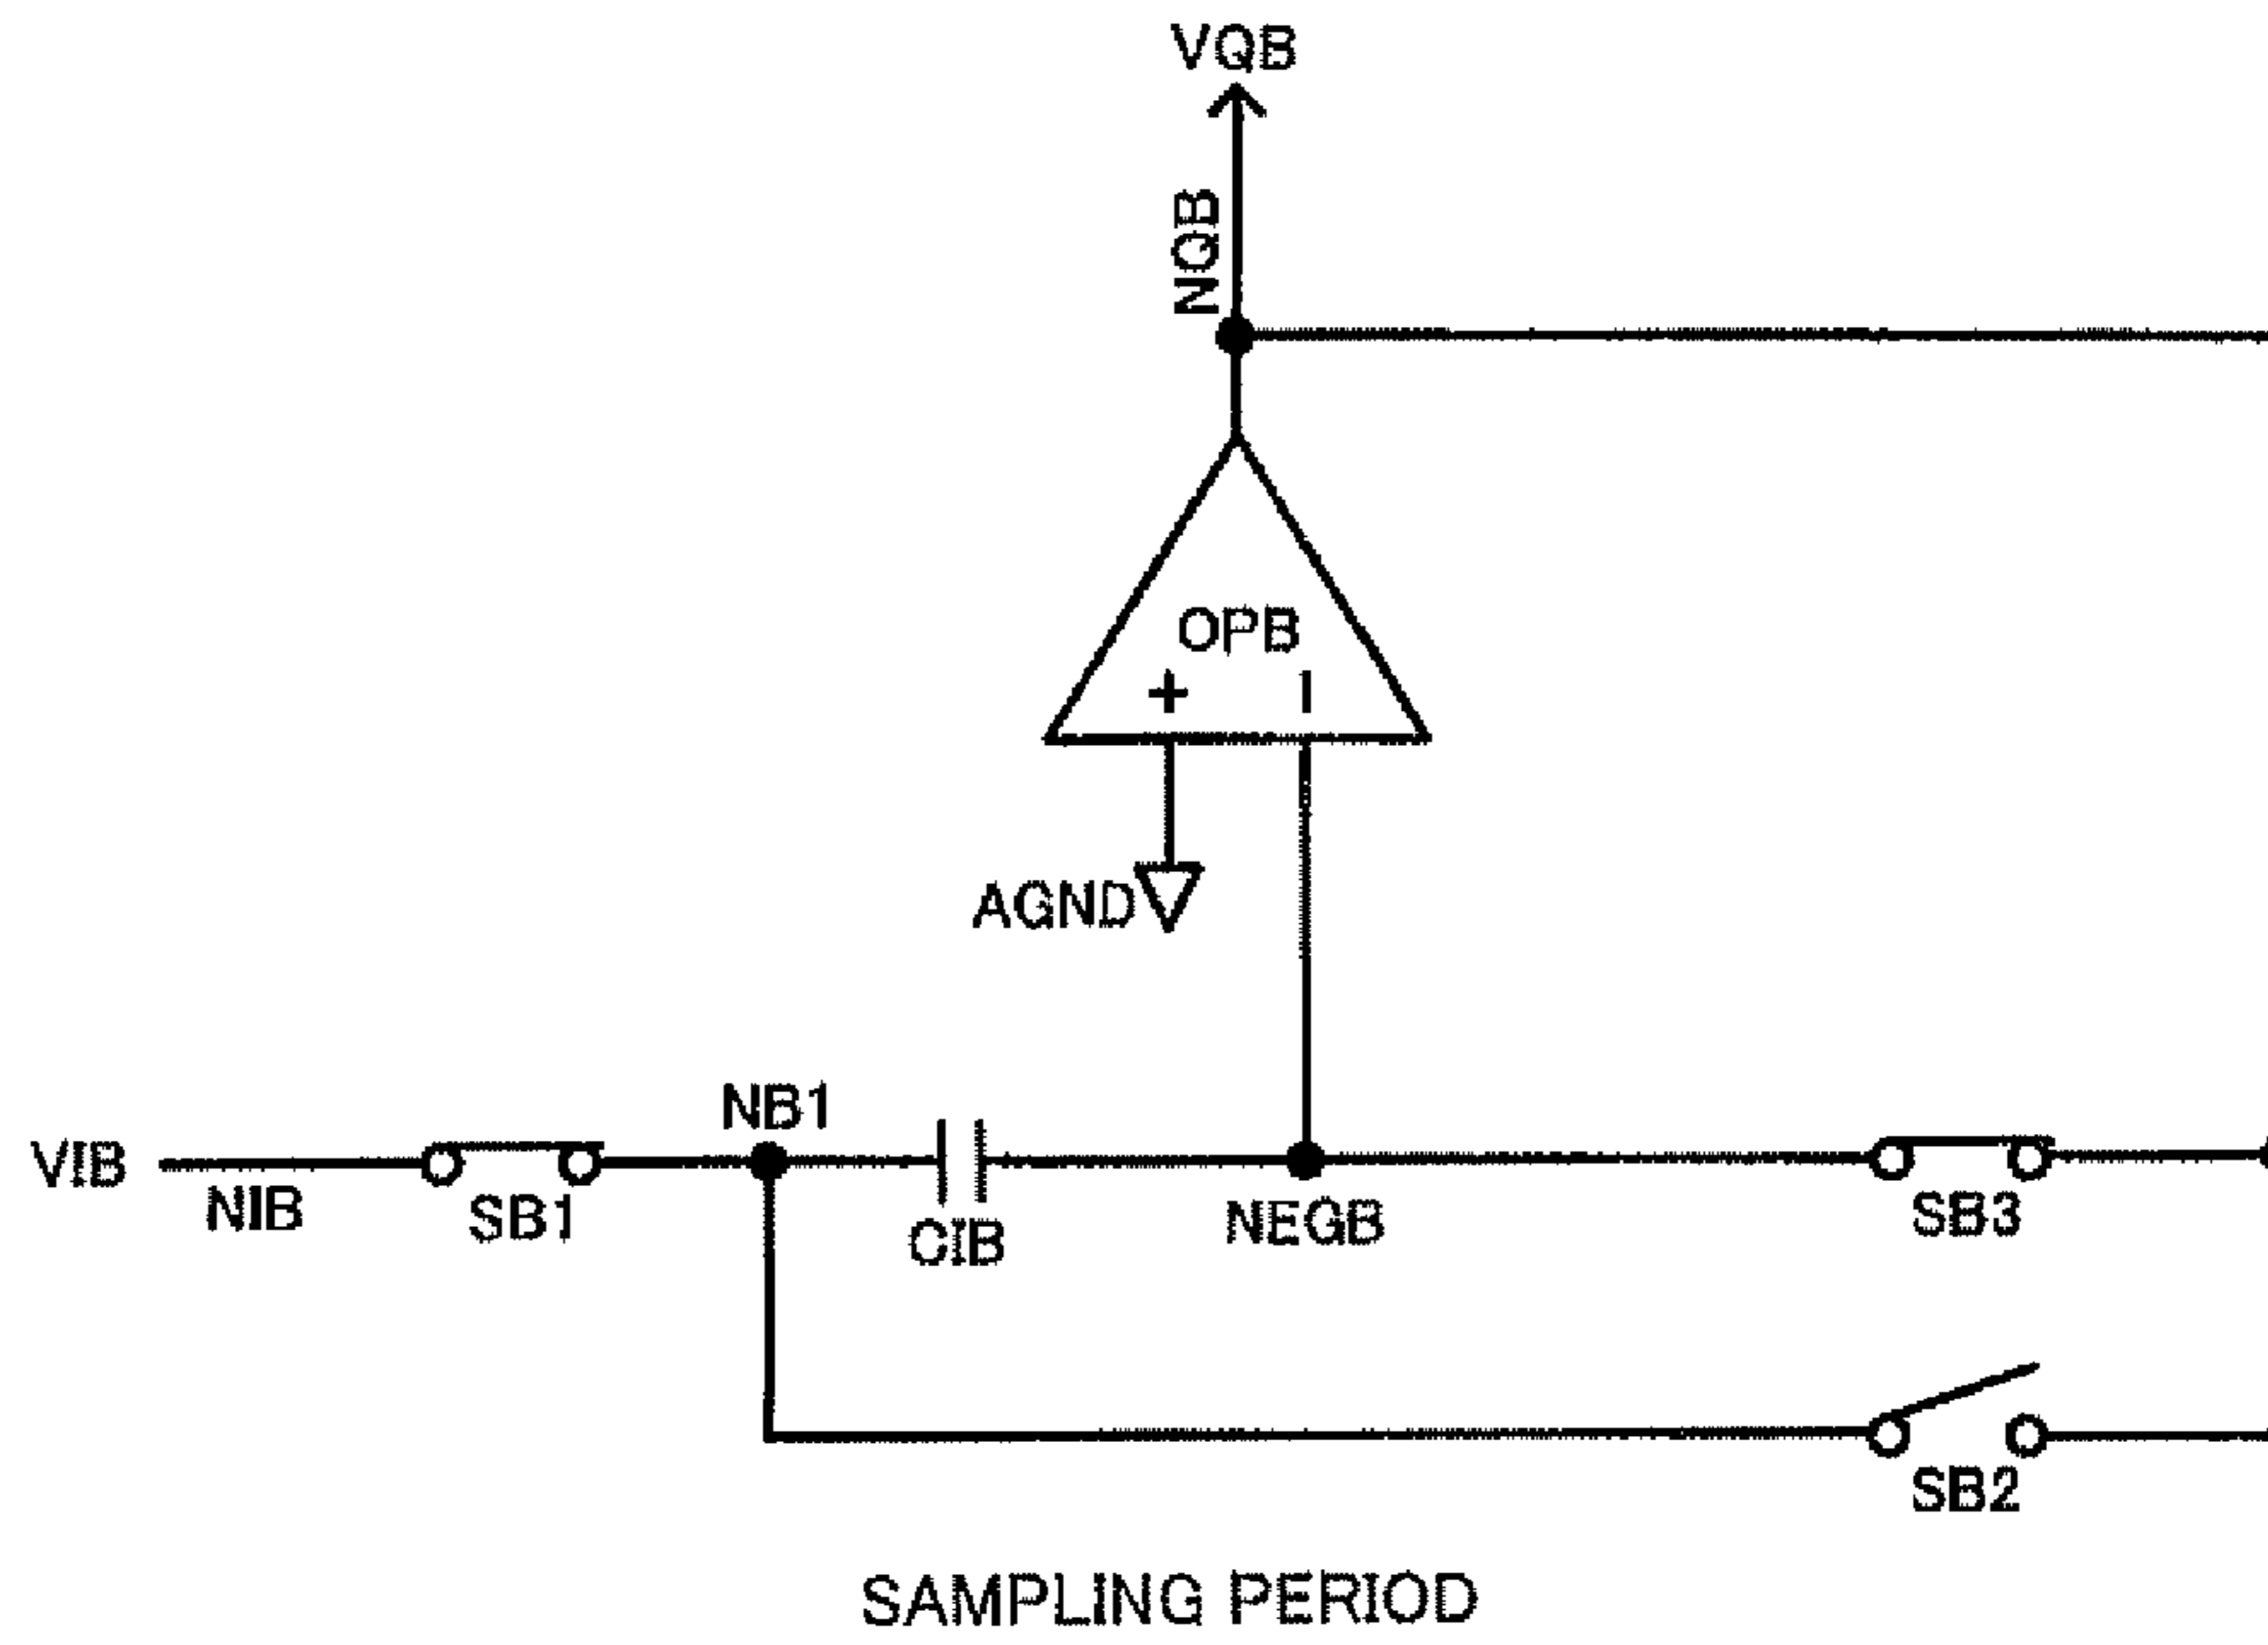 VQB
NQB
OPB
+ −
AGND
NB1
VIB
NIB
SB1
CIB
NEGB
SB3
SB2
SAMPLING PERIOD